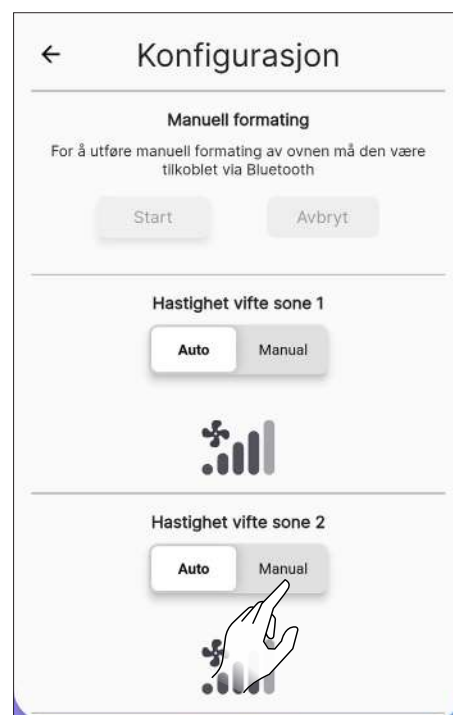 Konfigurasjon
Manuell formating
For å utføre manuell formating av ovnen må den være
tilkoblet via Bluetooth
Start Avbryt
Hastighet vifte sone 1
Auto Manual
Hastighet vifte sone 2
Auto Manual